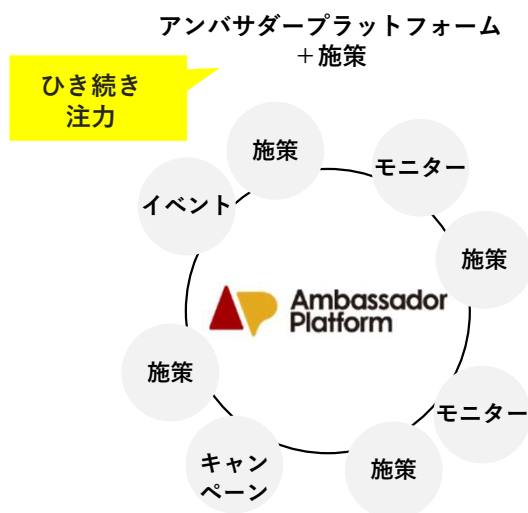 アンバサダープラットフォーム
＋施策
ひき続き
注力
施策
モニター
イベント
施策
Ambassador
Platform
施策
モニター
キャン
ペーン
施策